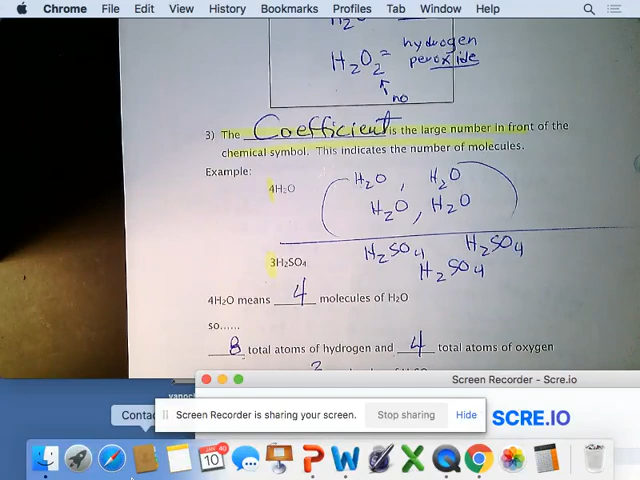 Chrome File Edit View History Bookmarks Profiles Tab Window Help
H₂O
H₂O₂ = hydrogen
peroxide
no
3) The Coefficient is the large number in front of the
chemical symbol. This indicates the number of molecules.
Example:
4H₂O H₂O, H₂O
H₂O, H₂O
3H₂SO₄ H₂SO₄ H₂SO₄
H₂SO₄
4H₂O means 4 molecules of H₂O
so......
8 total atoms of hydrogen and 4 total atoms of oxygen
3
Screen Recorder - Scre.io
Conta
Screen Recorder is sharing your screen. Stop sharing Hide
SCRE.IO
10